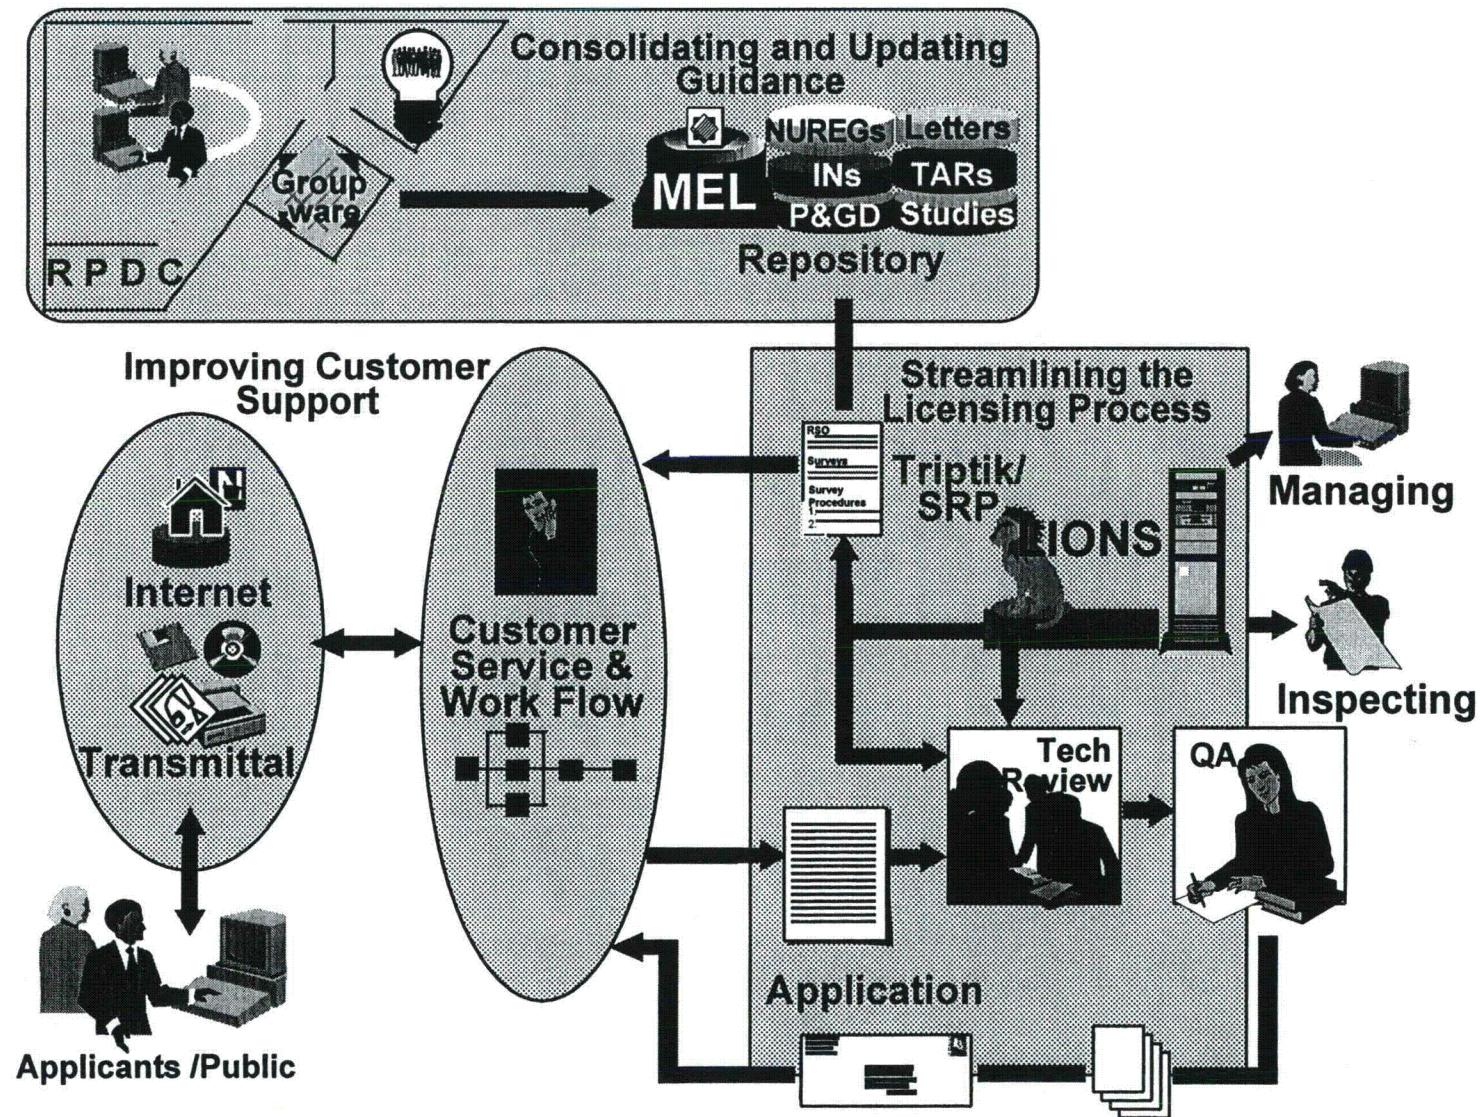 Consolidating and Updating
Guidance
NUREGs
Letters
MEL
INs
TARs
P&GD
Studies
Repository
Group
ware
R P D C
Improving Customer
Support
Streamlining the
Licensing Process
RSO
Surveys
Survey
Procedures
1)
2)
Triptik/
SRP
LIONS
Managing
Inspecting
Internet
Transmittal
Customer
Service &
Work Flow
Tech
Review
QA
Application
Applicants /Public